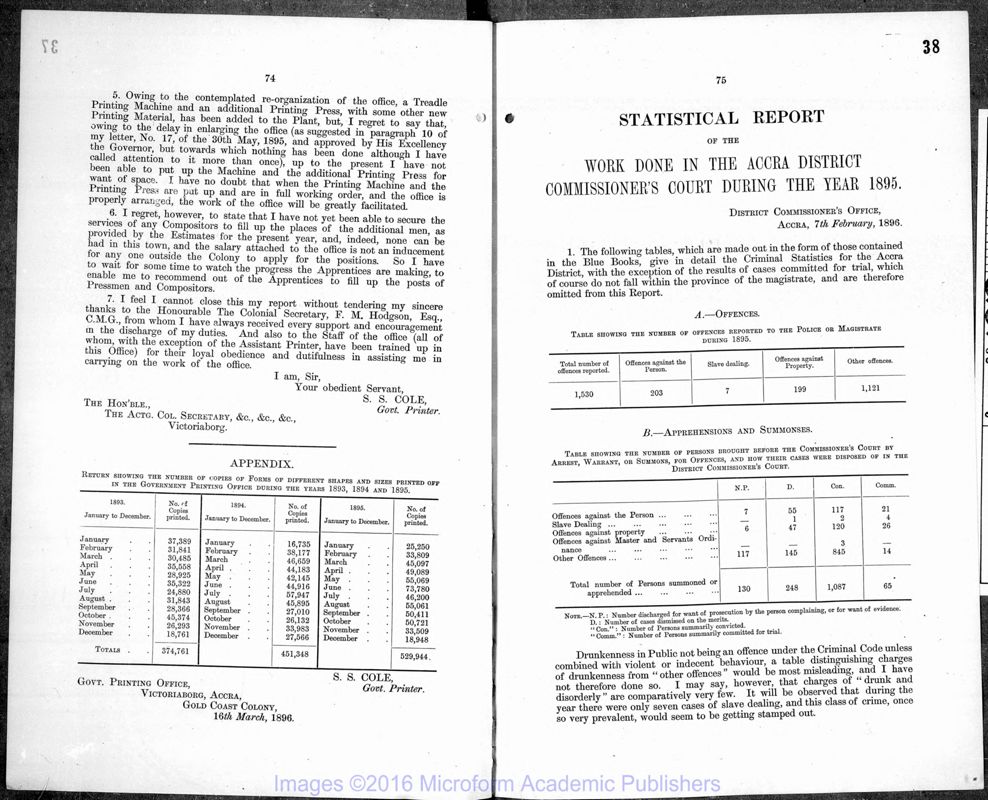 37
74
5. Owing to the contemplated re-organization of the office, a Treadle
Printing Machine and an additional Printing Press, with some other new
Printing Material, has been added to the Plant, but, I regret to say that,
owing to the delay in enlarging the office (as suggested in paragraph 10 of
my letter, No. 17, of the 30th May, 1895, and approved by His Excellency
the Governor, but towards which nothing has been done although I have
called attention to it more than once), up to the present I have not
been able to put up the Machine and the additional Printing Press for
want of space. I have no doubt that when the Printing Machine and the
Printing Press are put up and are in full working order, and the office is
properly arranged, the work of the office will be greatly facilitated.
6. I regret, however, to state that I have not yet been able to secure the
services of any Compositors to fill up the places of the additional men, as
provided by the Estimates for the present year, and, indeed, none can be
had in this town, and the salary attached to the office is not an inducement
for any one outside the Colony to apply for the positions. So I have
to wait for some time to watch the progress the Apprentices are making, to
enable me to recommend out of the Apprentices to fill up the posts of
Pressmen and Compositors.
7. I feel I cannot close this my report without tendering my sincere
thanks to the Honourable The Colonial Secretary, F. M. Hodgson, Esq.,
C.M.G., from whom I have always received every support and encouragement
in the discharge of my duties. And also to the Staff of the office (all of
whom, with the exception of the Assistant Printer, have been trained up in
this Office) for their loyal obedience and dutifulness in assisting me in
carrying on the work of the office.
I am, Sir,
Your obedient Servant,
S. S. COLE,
Govt. Printer.
THE HON'BLE.,
THE ACTG. COL. SECRETARY, &c., &c., &c.,
Victoriaborg.
APPENDIX.
RETURN SHOWING THE NUMBER OF COPIES OF FORMS OF DIFFERENT SHAPES AND SIZES PRINTED OFF
IN THE GOVERNMENT PRINTING OFFICE DURING THE YEARS 1893, 1894 AND 1895.
1893. January to December. No. of Copies printed. 1894. January to December. No. of Copies printed. 1895. January to December. No. of Copies printed.
January . . 37,389 January . . 16,735 January . . 25,250
February . . 31,841 February . . 38,177 February . . 33,809
March . . 30,485 March . . 46,659 March . . 45,097
April . . 35,558 April . . 44,183 April . . 49,089
May . . 28,925 May . . 42,145 May . . 55,069
June . . 35,322 June . . 44,916 June . . 73,780
July . . 24,880 July . . 57,947 July . . 46,200
August . . 31,843 August . . 45,895 August . . 55,061
September . . 28,366 September . . 27,010 September . . 50,411
October . . 45,374 October . . 26,132 October . . 50,721
November . . 26,293 November . . 33,983 November . . 33,509
December . . 18,761 December . . 27,566 December . . 18,948
TOTALS . . 374,761 451,348 529,944.
S. S. COLE,
Govt. Printer.
GOVT. PRINTING OFFICE,
VICTORIABORG, ACCRA,
GOLD COAST COLONY,
16th March, 1896.
38
75
STATISTICAL REPORT
OF THE
WORK DONE IN THE ACCRA DISTRICT
COMMISSIONER'S COURT DURING THE YEAR 1895.
DISTRICT COMMISSIONER'S OFFICE,
ACCRA, 7th February, 1896.
1. The following tables, which are made out in the form of those contained
in the Blue Books, give in detail the Criminal Statistics for the Accra
District, with the exception of the results of cases committed for trial, which
of course do not fall within the province of the magistrate, and are therefore
omitted from this Report.
A.—OFFENCES.
TABLE SHOWING THE NUMBER OF OFFENCES REPORTED TO THE POLICE OR MAGISTRATE
DURING 1895.
Total number of offences reported. Offences against the Person. Slave dealing. Offences against Property. Other offences.
1,530 203 7 199 1,121
B.—APPREHENSIONS AND SUMMONSES.
TABLE SHOWING THE NUMBER OF PERSONS BROUGHT BEFORE THE COMMISSIONER'S COURT BY
ARREST, WARRANT, OR SUMMONS, FOR OFFENCES, AND HOW THEIR CASES WERE DISPOSED OF IN THE
DISTRICT COMMISSIONER'S COURT.
N.P. D. Con. Comm.
Offences against the Person ... ... ... 7 55 117 21
Slave Dealing ... ... ... ... ... — 1 2 4
Offences against property ... ... ... 6 47 120 26
Offences against Master and Servants Ordi-
nance ... ... ... ... ... — — 3 —
Other Offences ... ... ... ... ... 117 145 845 14
Total number of Persons summoned or
apprehended ... ... ... ... 130 248 1,087 65
NOTE.—N. P.: Number discharged for want of prosecution by the person complaining, or for want of evidence.
D.: Number of cases dismissed on the merits.
"Con.": Number of Persons summarily convicted.
"Comm.": Number of Persons summarily committed for trial.
Drunkenness in Public not being an offence under the Criminal Code unless
combined with violent or indecent behaviour, a table distinguishing charges
of drunkenness from "other offences" would be most misleading, and I have
not therefore done so. I may say, however, that charges of "drunk and
disorderly" are comparatively very few. It will be observed that during the
year there were only seven cases of slave dealing, and this class of crime, once
so very prevalent, would seem to be getting stamped out.
Images ©2016 Microform Academic Publishers